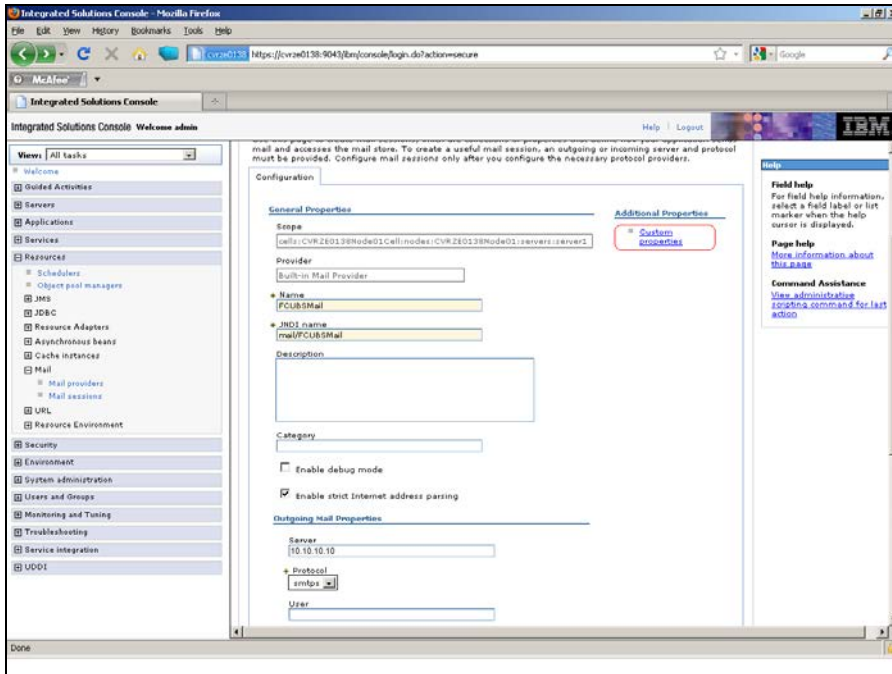 Integrated Solutions Console - Mozilla Firefox
File Edit View History Bookmarks Tools Help
cvrze0138 https://cvrze0138:9043/ibm/console/login.do?action=secure
Google
McAfee
Integrated Solutions Console
Integrated Solutions Console Welcome admin
Help Logout
IBM
View: All tasks
Welcome
Guided Activities
Servers
Applications
Services
Resources
Schedulers
Object pool managers
JMS
JDBC
Resource Adapters
Asynchronous beans
Cache instances
Mail
Mail providers
Mail sessions
URL
Resource Environment
Security
Environment
System administration
Users and Groups
Monitoring and Tuning
Troubleshooting
Service integration
UDDI
mail and accesses the mail store. To create a useful mail session, an outgoing or incoming server and protocol
must be provided. Configure mail sessions only after you configure the necessary protocol providers.
Configuration
General Properties
Scope
cells:CVRZE0138Node01Cell:nodes:CVRZE0138Node01:servers:server1
Provider
Built-in Mail Provider
Name
FCUBSMail
JNDI name
mail/FCUBSMail
Description
Category
Enable debug mode
Enable strict Internet address parsing
Outgoing Mail Properties
Server
10.10.10.10
Protocol
smtps
User
Additional Properties
Custom
properties
Help
Field help
For field help information,
select a field label or list
marker when the help
cursor is displayed.
Page help
More information about
this page
Command Assistance
View administrative
scripting command for last
action
Done